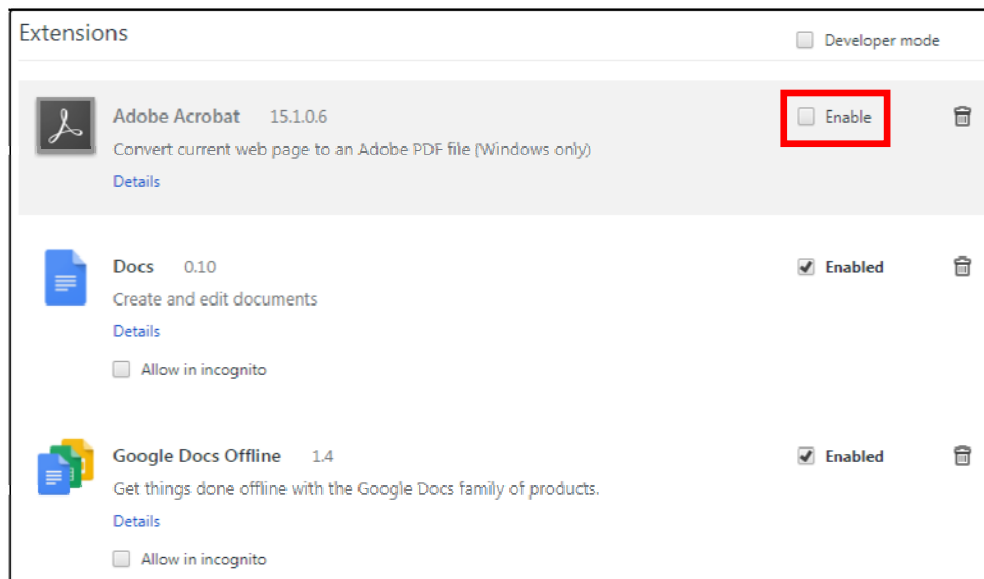 Extensions
Developer mode
Adobe Acrobat 15.1.0.6
Enable
Convert current web page to an Adobe PDF file (Windows only)
Details
Docs 0.10
Enabled
Create and edit documents
Details
Allow in incognito
Google Docs Offline 1.4
Enabled
Get things done offline with the Google Docs family of products.
Details
Allow in incognito